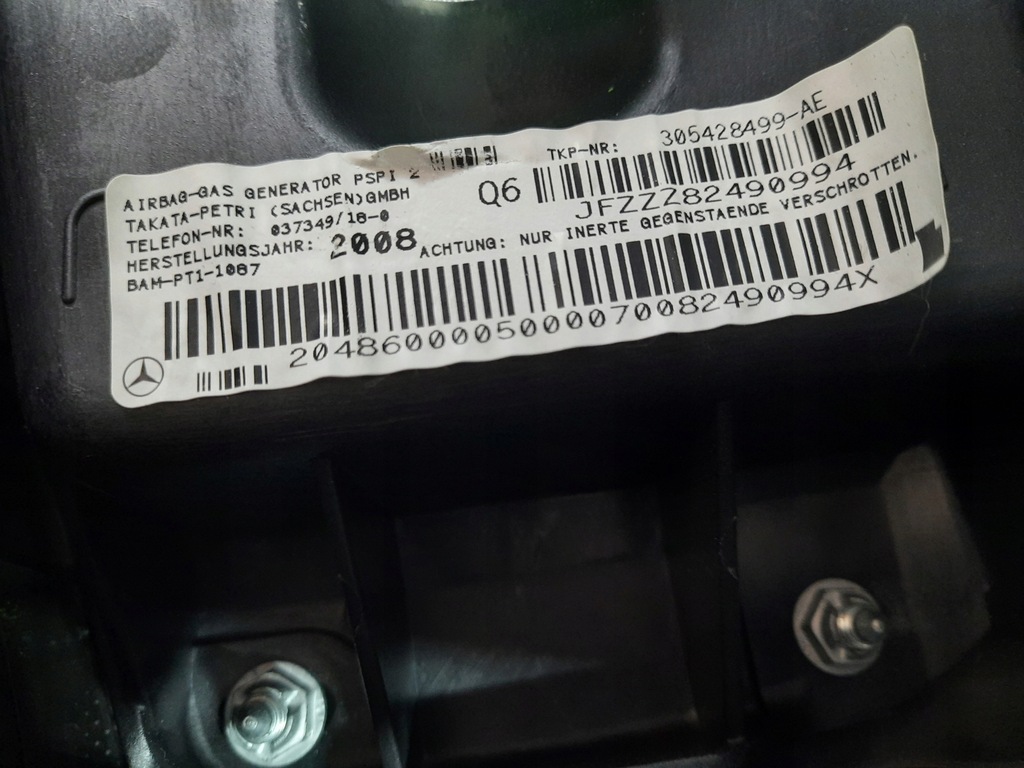 AIRBAG-GAS GENERATOR PSPI 2
TAKATA-PETRI (SACHSEN)GMBH
TELEFON-NR: 037349/18-0
HERSTELLUNGSJAHR: 2008
BAM-PT1-1087
TKP-NR: 305428499-AE
Q6
JFZZZ82490994
ACHTUNG: NUR INERTE GEGENSTAENDE VERSCHROTTEN.
2048600005000070082490994X